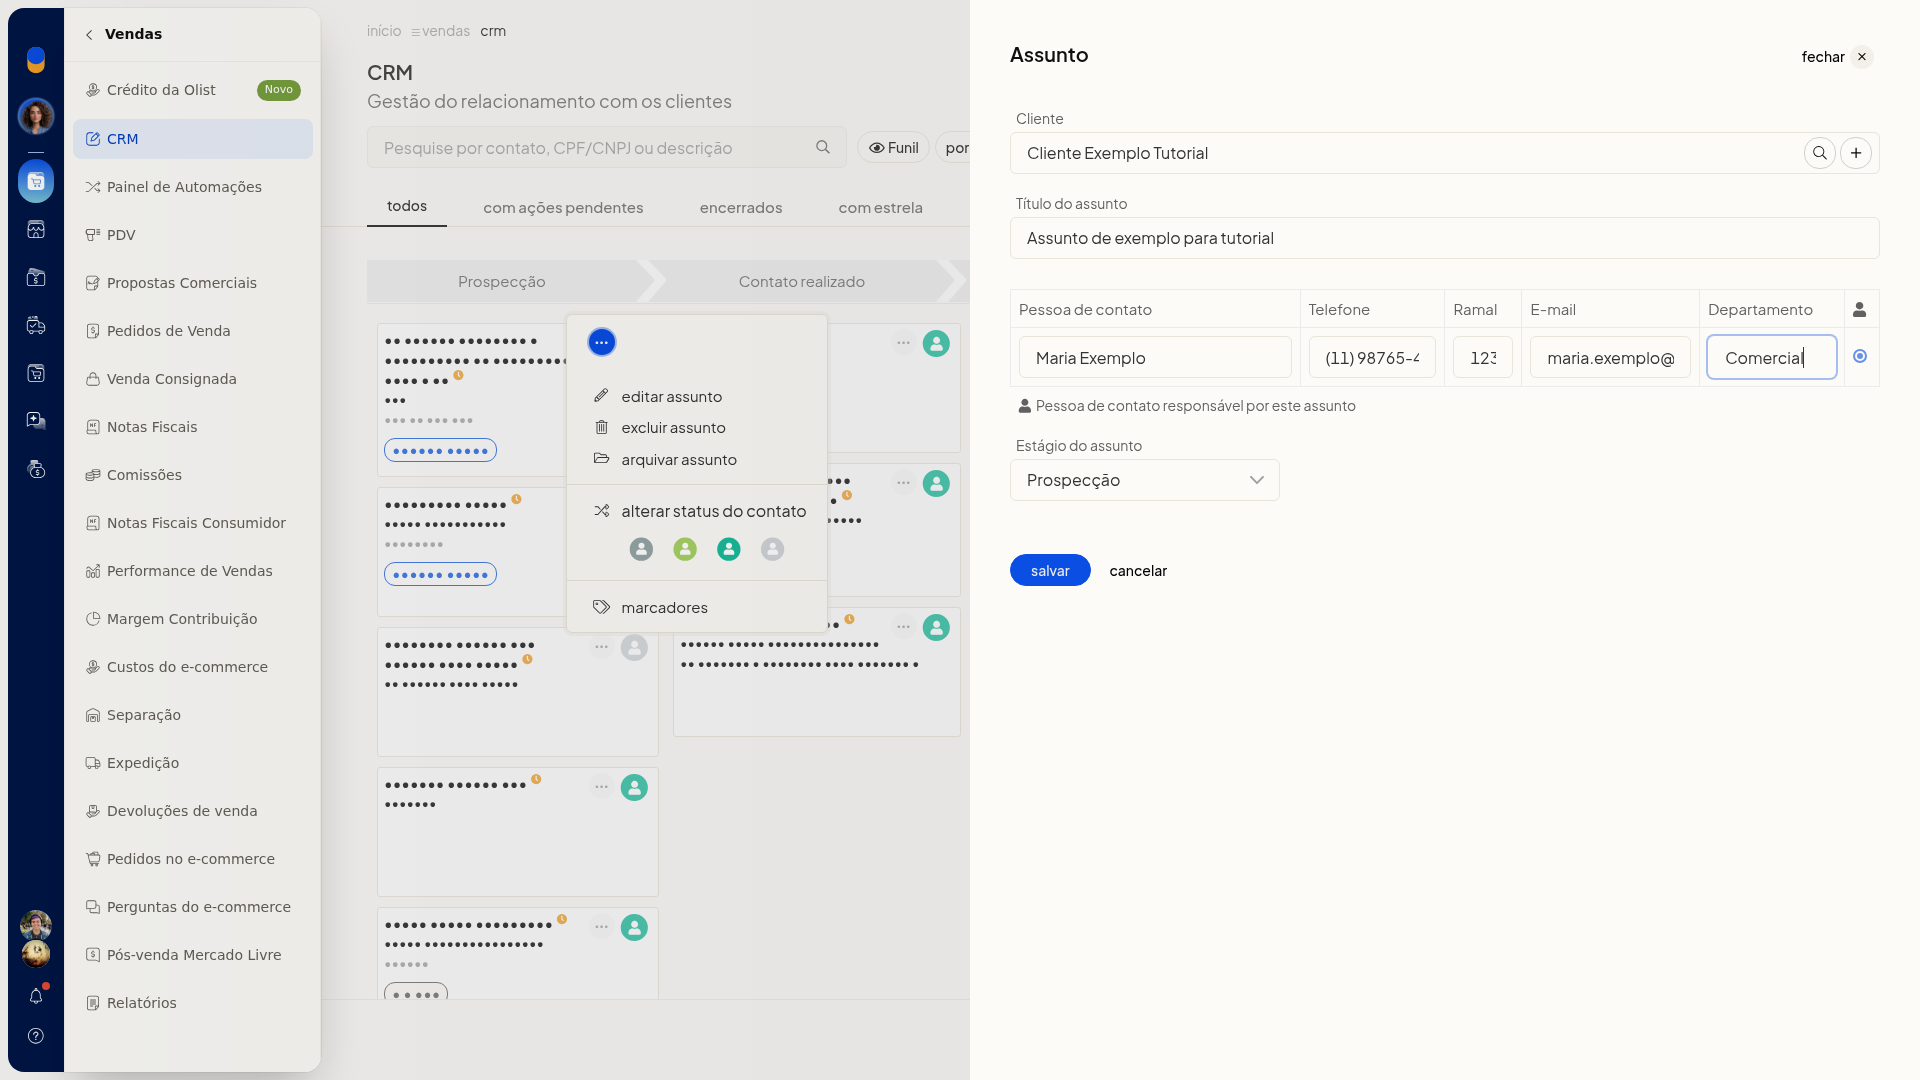 Vendas
Crédito da Olist
Novo
CRM
Painel de Automações
PDV
Propostas Comerciais
Pedidos de Venda
Venda Consignada
Notas Fiscais
Comissões
Notas Fiscais Consumidor
Performance de Vendas
Margem Contribuição
Custos do e-commerce
Separação
Expedição
Devoluções de venda
Pedidos no e-commerce
Perguntas do e-commerce
Pós-venda Mercado Livre
Relatórios
início vendas crm
CRM
Gestão do relacionamento com os clientes
Pesquise por contato, CPF/CNPJ ou descrição
Funil
por
todos
com ações pendentes
encerrados
com estrela
Prospecção
Contato realizado
editar assunto
excluir assunto
arquivar assunto
alterar status do contato
marcadores
Assunto
fechar
Cliente
Cliente Exemplo Tutorial
Título do assunto
Assunto de exemplo para tutorial
Pessoa de contato Telefone Ramal E-mail Departamento
Maria Exemplo (11) 98765-4 123 maria.exemplo@ Comercial
Pessoa de contato responsável por este assunto
Estágio do assunto
Prospecção
salvar
cancelar